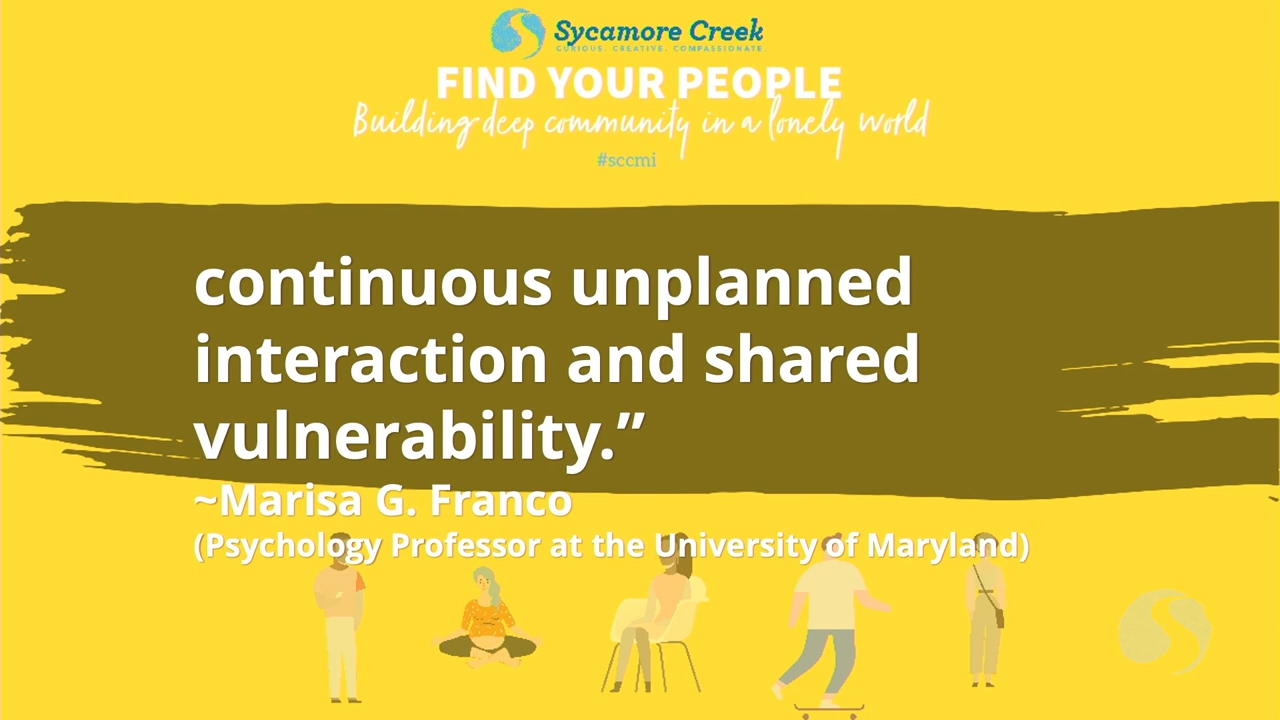 Sycamore Creek
CURIOUS. CREATIVE. COMPASSIONATE.
FIND YOUR PEOPLE
Building deep community in a lonely world
#sccmi
continuous unplanned
interaction and shared
vulnerability.”
~Marisa G. Franco
(Psychology Professor at the University of Maryland)